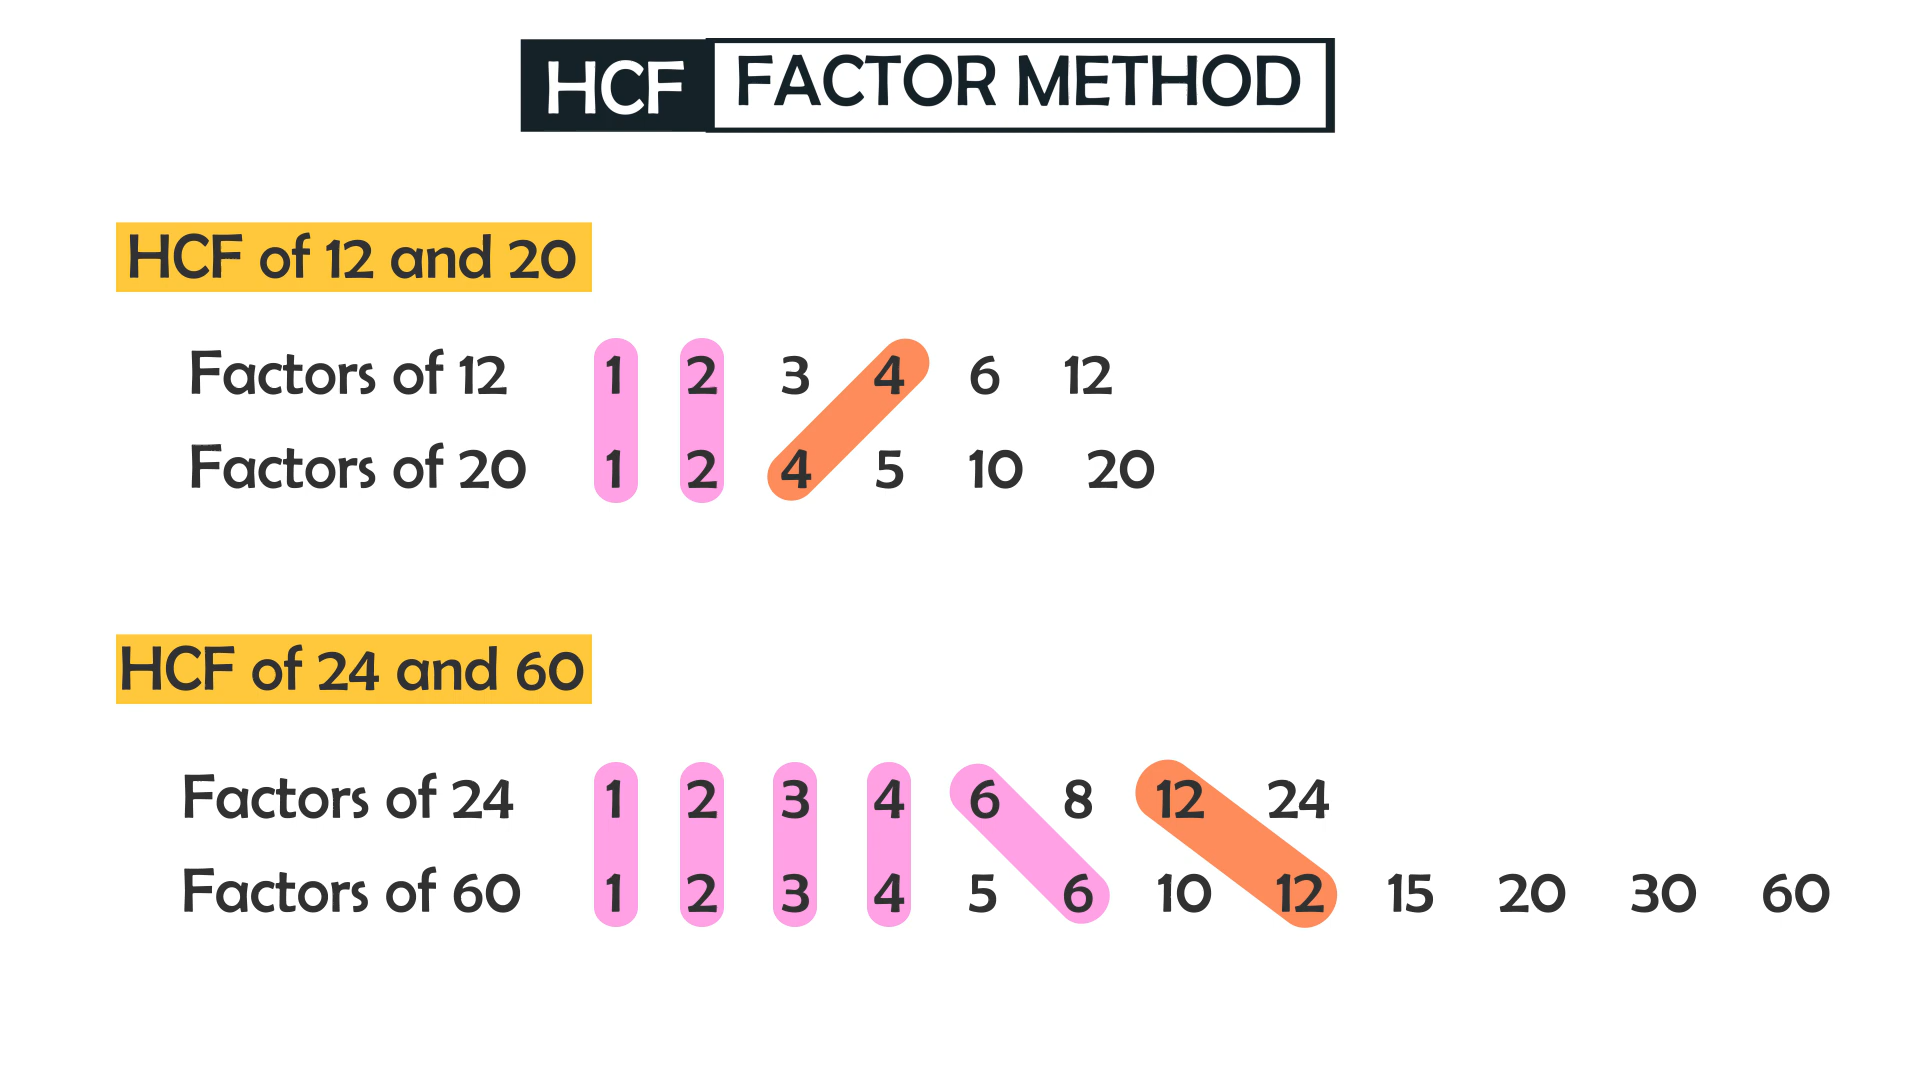 HCF FACTOR METHOD
HCF of 12 and 20
Factors of 12 1 2 3 4 6 12
Factors of 20 1 2 4 5 10 20
HCF of 24 and 60
Factors of 24 1 2 3 4 6 8 12 24
Factors of 60 1 2 3 4 5 6 10 12 15 20 30 60